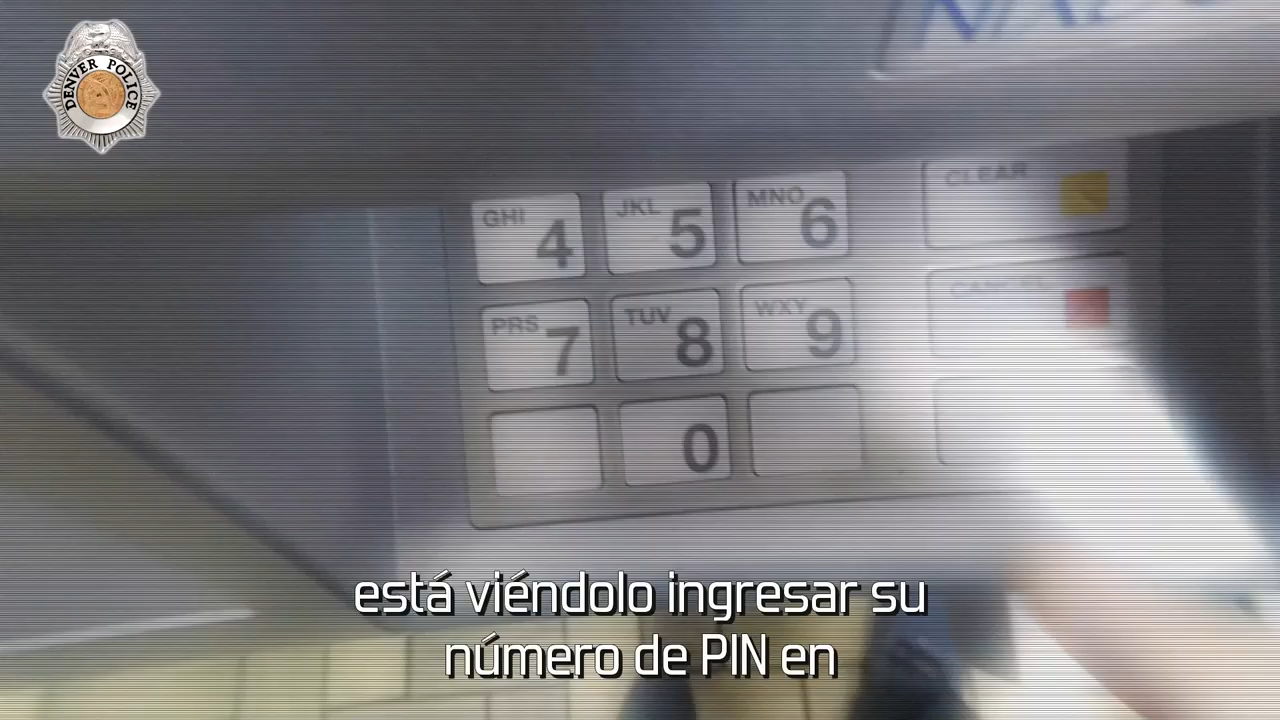 DENVER POLICE
CLEAR
GHI 4 JKL 5 MNO 6
CANCEL
PRS 7 TUV 8 WXY 9
0
está viéndolo ingresar su
número de PIN en